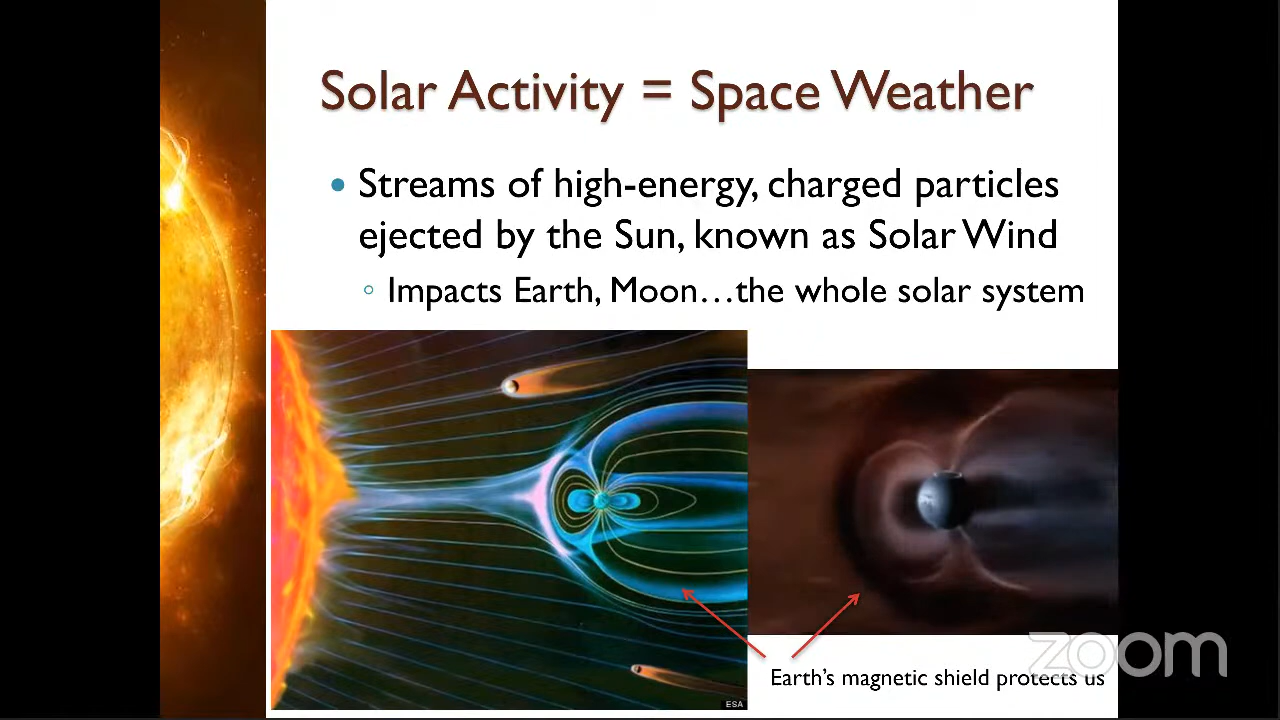 Solar Activity = Space Weather
• Streams of high-energy, charged particles
ejected by the Sun, known as Solar Wind
◦ Impacts Earth, Moon…the whole solar system
ESA
Earth's magnetic shield protects us
zoom